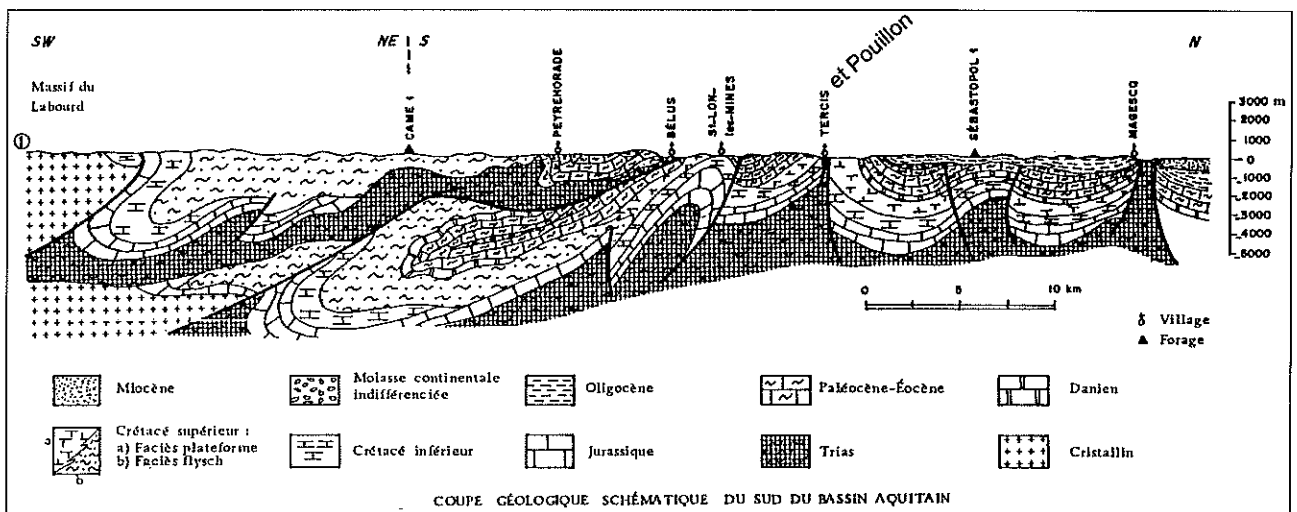 SW
NE S
N
Massif du
Labourd
①
CAME 1
PEYREHORADE
BÉLUS
St-LON-
les-MINES
TERCIS
et Pouillon
SÉBASTOPOL 1
MAGESCQ
3000 m
2000
1000
0
1000
2000
3000
4000
5000
0 5 10 km
Village
Forage
Miocène
Molasse continentale
indifférenciée
Oligocène
Paléocène-Éocène
Danien
a
b
Crétacé supérieur :
a) Faciès plateforme
b) Faciès flysch
Crétacé inférieur
Jurassique
Trias
Cristallin
COUPE GÉOLOGIQUE SCHÉMATIQUE DU SUD DU BASSIN AQUITAIN